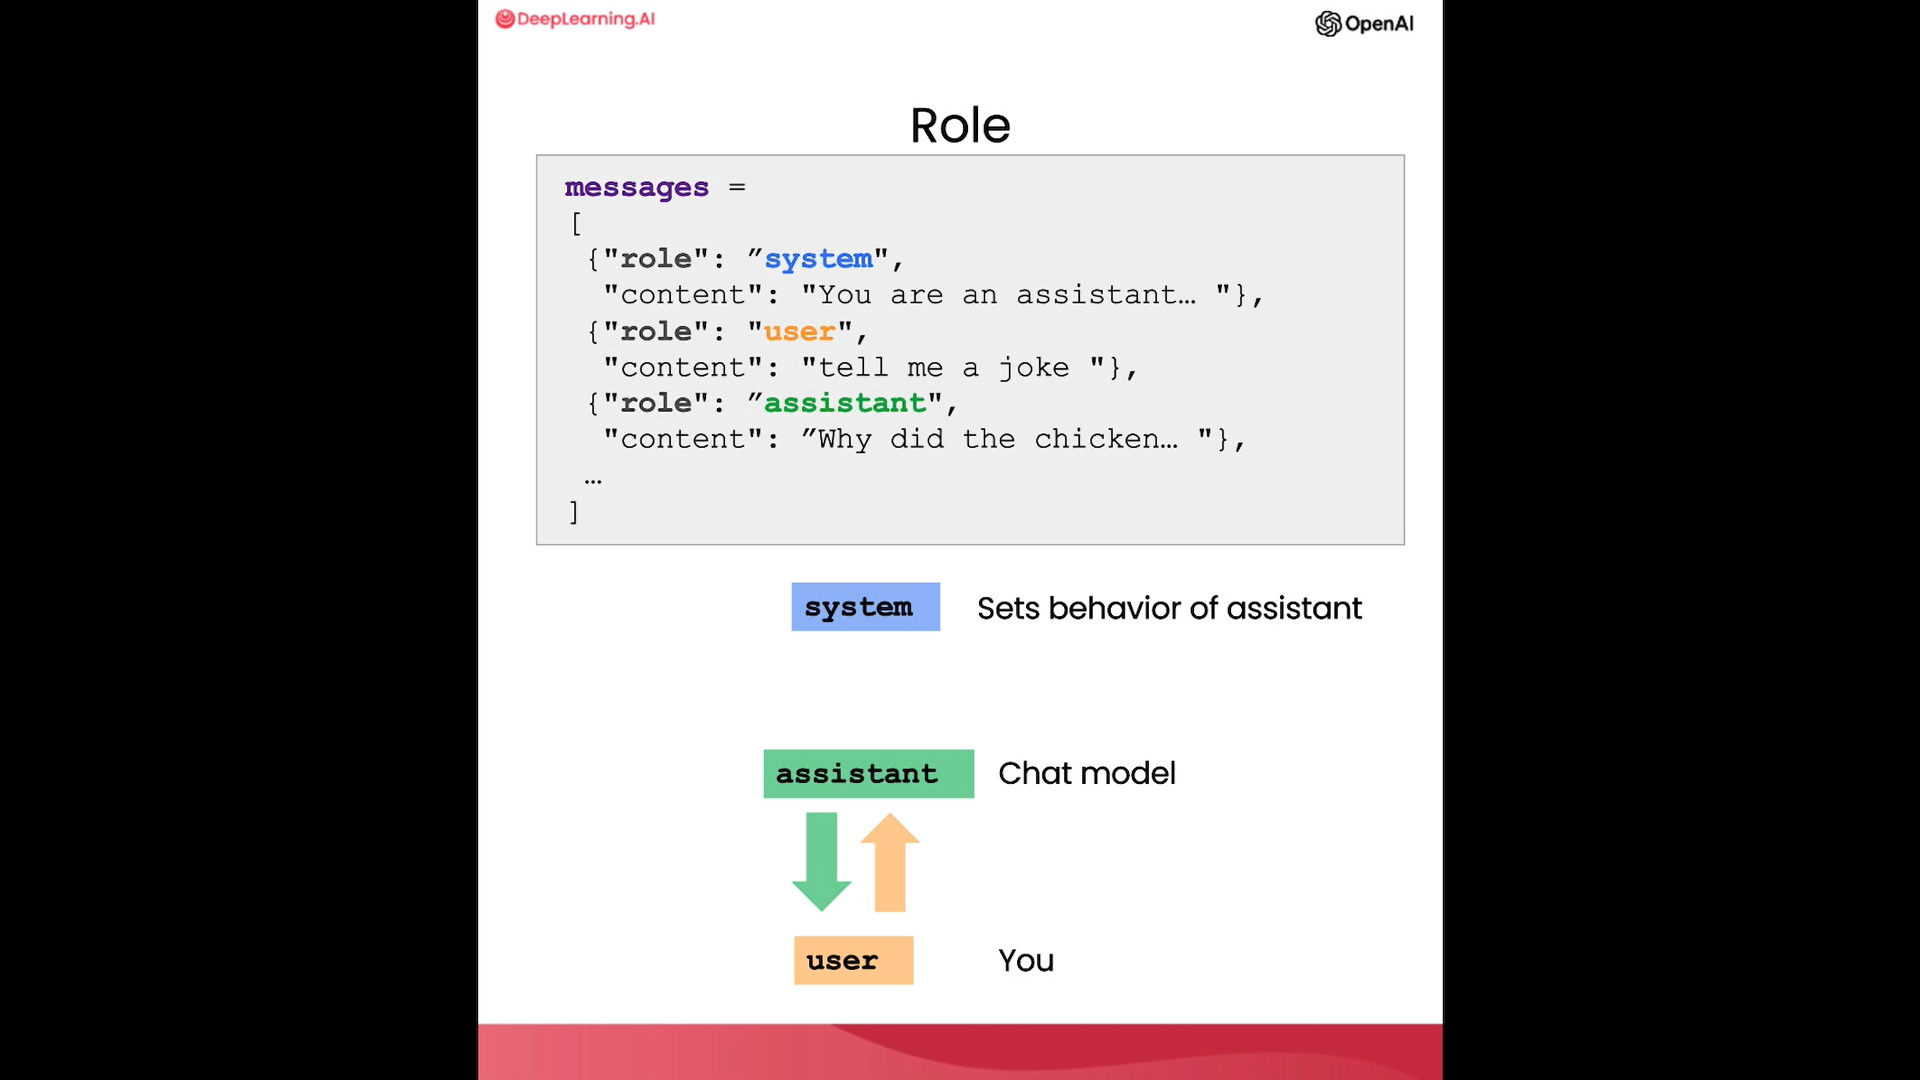 DeepLearning.AI
OpenAI
Role
messages =
[
{"role": ”system",
"content": "You are an assistant… "},
{"role": "user",
"content": "tell me a joke "},
{"role": ”assistant",
"content": ”Why did the chicken… "},
…
]
system Sets behavior of assistant
assistant Chat model
user You